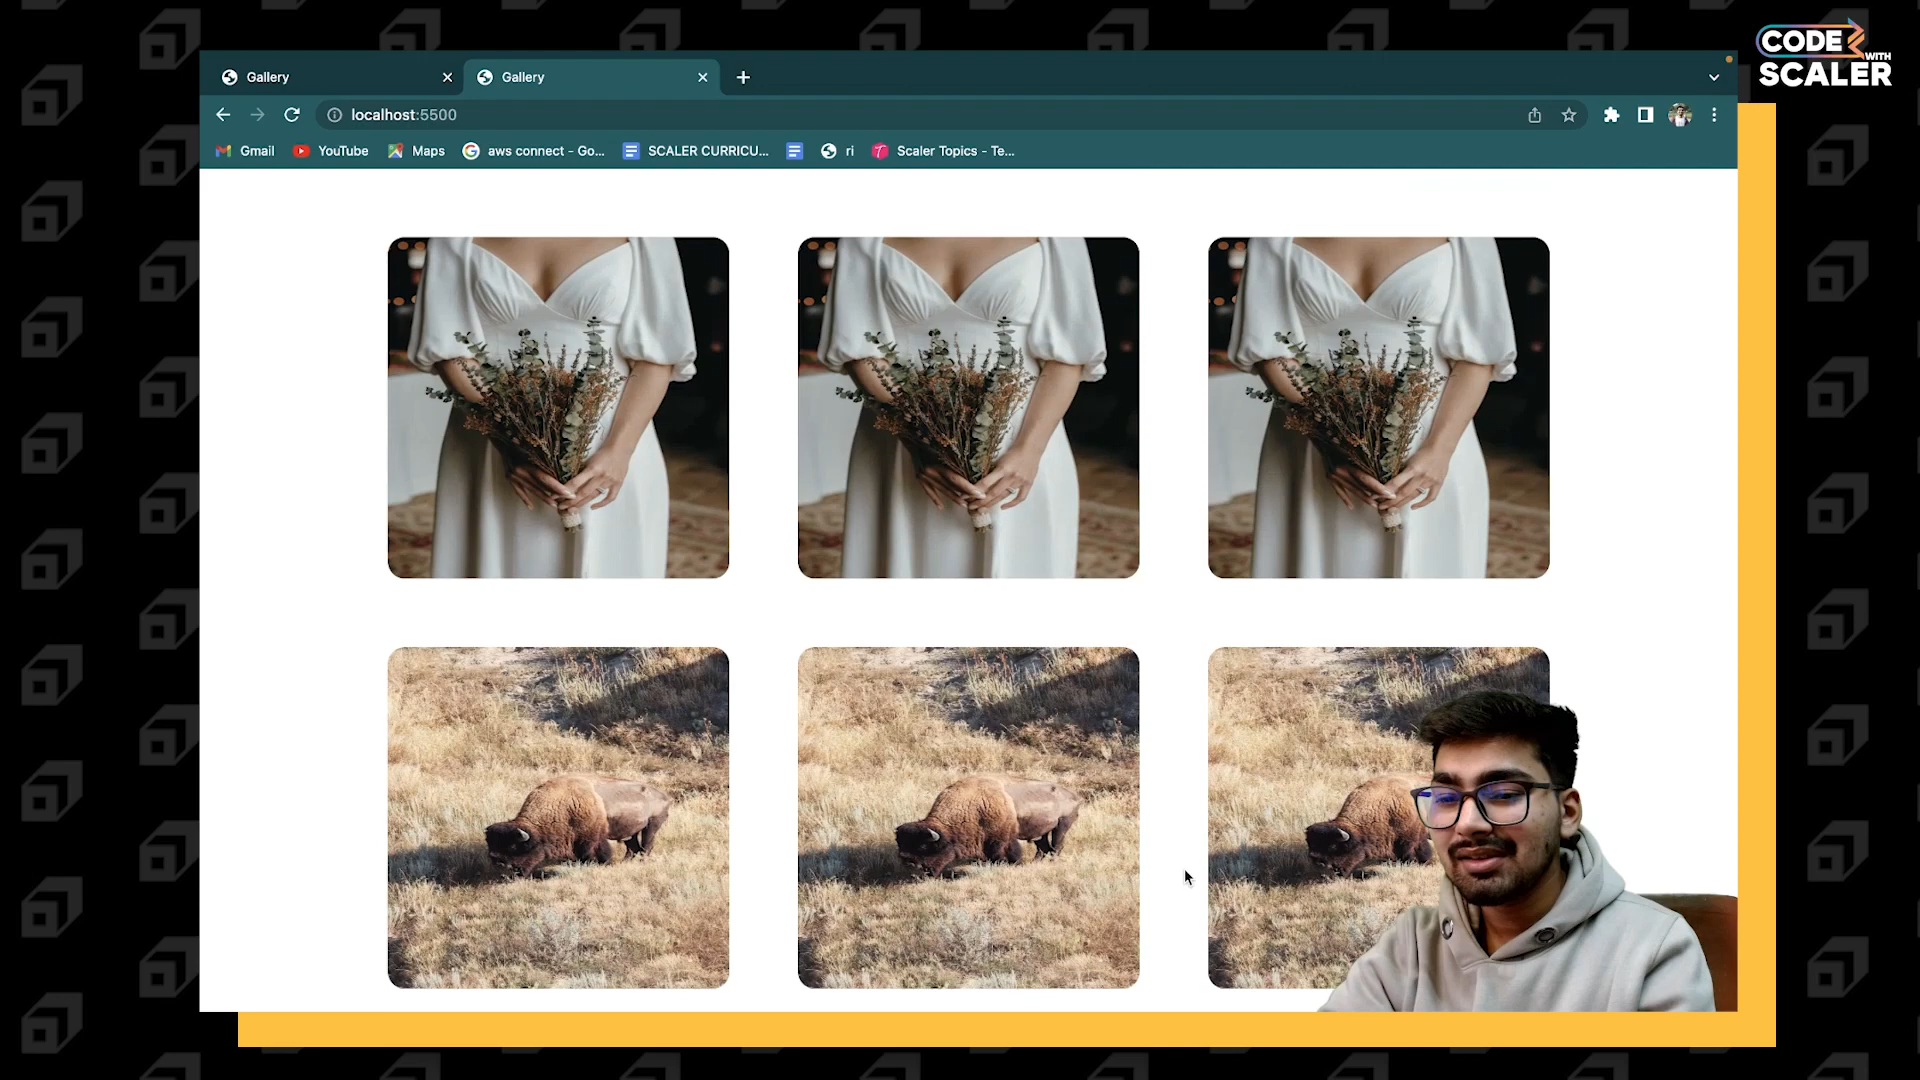 CODE
WITH
SCALER
Gallery
Gallery
localhost:5500
Gmail
YouTube
Maps
aws connect - Go...
SCALER CURRICU...
ri
Scaler Topics - Te...